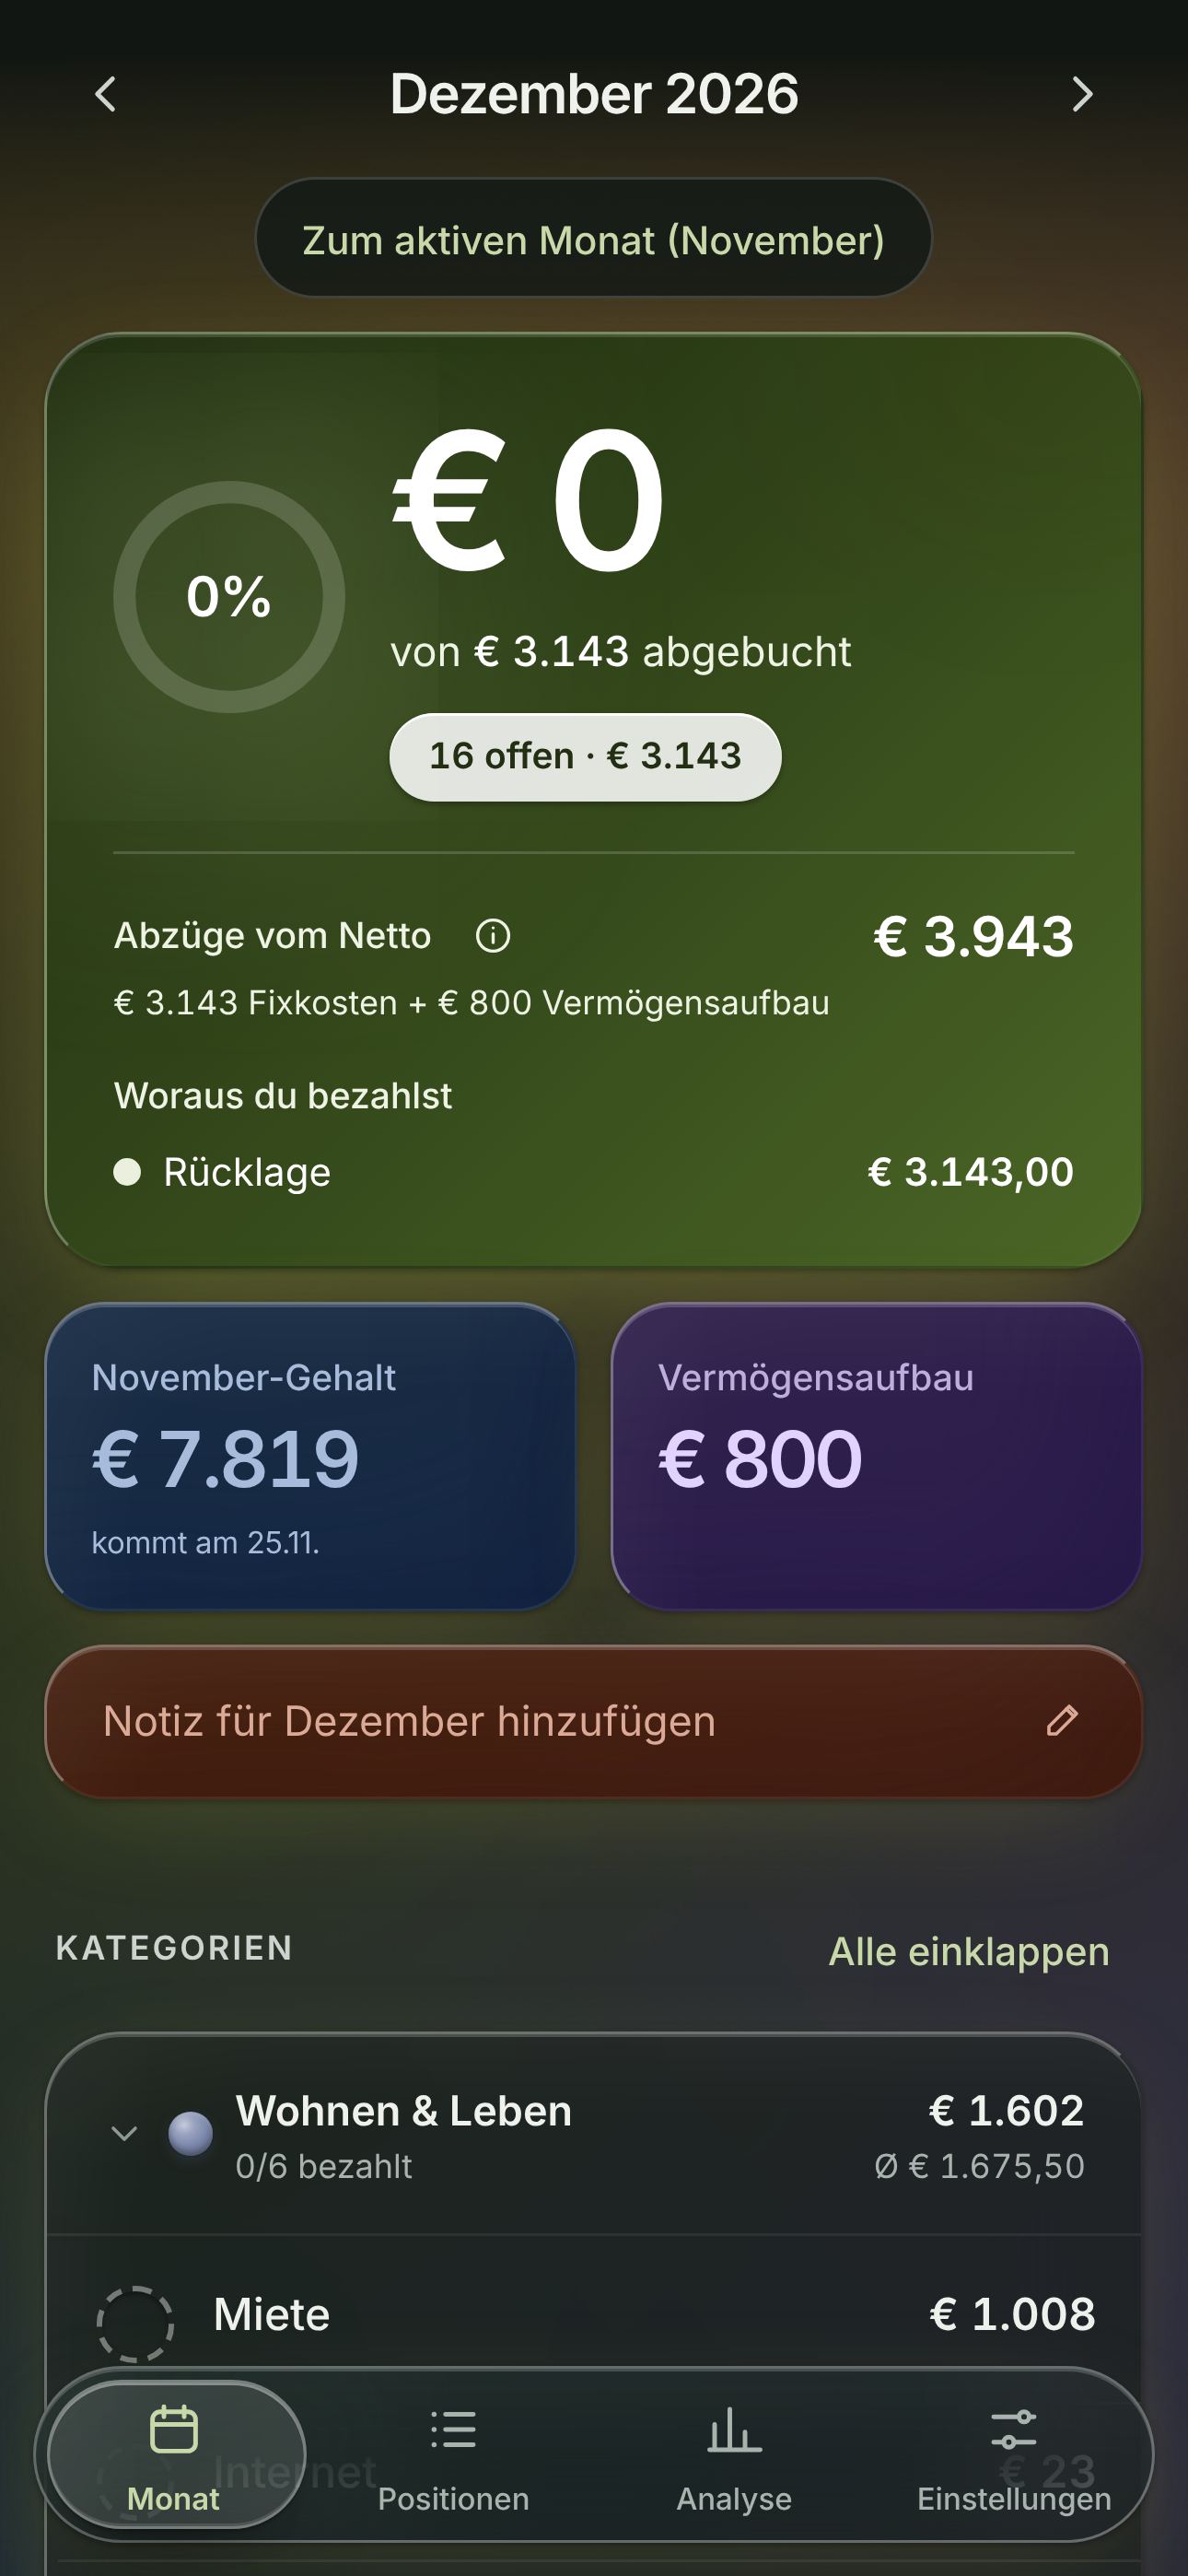 Dezember 2026
Zum aktiven Monat (November)
€ 0
0%
von € 3.143 abgebucht
16 offen · € 3.143
Abzüge vom Netto
€ 3.943
€ 3.143 Fixkosten + € 800 Vermögensaufbau
Woraus du bezahlst
Rücklage
€ 3.143,00
November-Gehalt
€ 7.819
kommt am 25.11.
Vermögensaufbau
€ 800
Notiz für Dezember hinzufügen
KATEGORIEN
Alle einklappen
Wohnen & Leben
€ 1.602
0/6 bezahlt
Ø € 1.675,50
Miete
€ 1.008
Internet
€ 23
Monat
Positionen
Analyse
Einstellungen